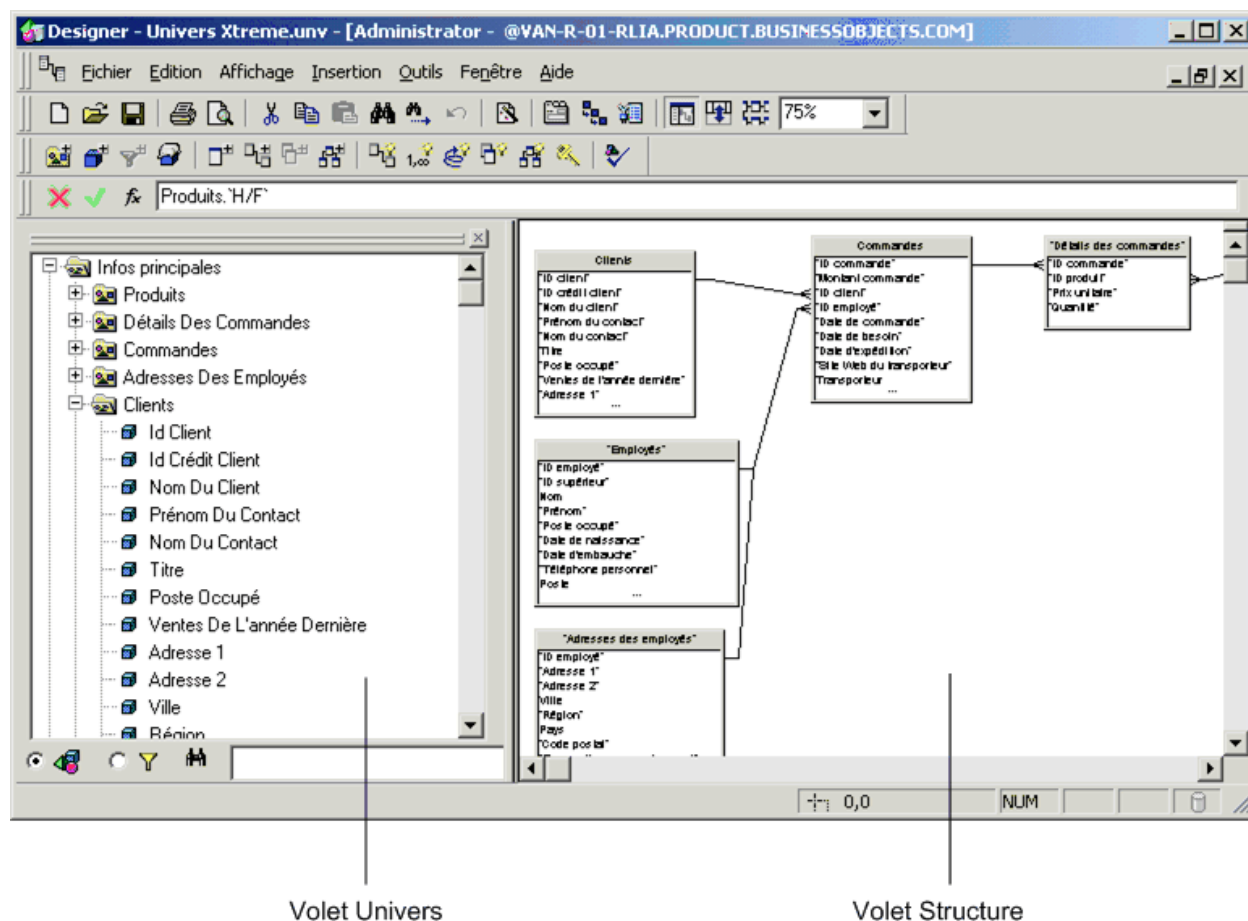 Designer - Univers Xtreme.unv - [Administrator - @VAN-R-01-RLIA.PRODUCT.BUSINESSOBJECTS.COM]
Fichier Edition Affichage Insertion Outils Fenêtre Aide
75%
fx Produits.`H/F`
Infos principales
Produits
Détails Des Commandes
Commandes
Adresses Des Employés
Clients
Id Client
Id Crédit Client
Nom Du Client
Prénom Du Contact
Nom Du Contact
Titre
Poste Occupé
Ventes De L'année Dernière
Adresse 1
Adresse 2
Ville
Région
Clients
"ID client"
"ID crédit client"
"Nom du client"
"Prénom du contact"
"Nom du contact"
Titre
"Poste occupé"
"Ventes de l'année dernière"
"Adresse 1"
...
"Employés"
"ID employé"
"ID supérieur"
Nom
"Prénom"
"Poste occupé"
"Date de naissance"
"Date d'embauche"
"Téléphone personnel"
Poste
...
"Adresses des employés"
"ID employé"
"Adresse 1"
"Adresse 2"
Ville
"Région"
Pays
"Code postal"
Commandes
"ID commande"
"Montant commande"
"ID client"
"ID employé"
"Date de commande"
"Date de besoin"
"Date d'expédition"
"Site Web du transporteur"
Transporteur
...
"Détails des commandes"
"ID commande"
"ID produit"
"Prix unitaire"
"Quantité"
0,0 NUM
Volet Univers
Volet Structure